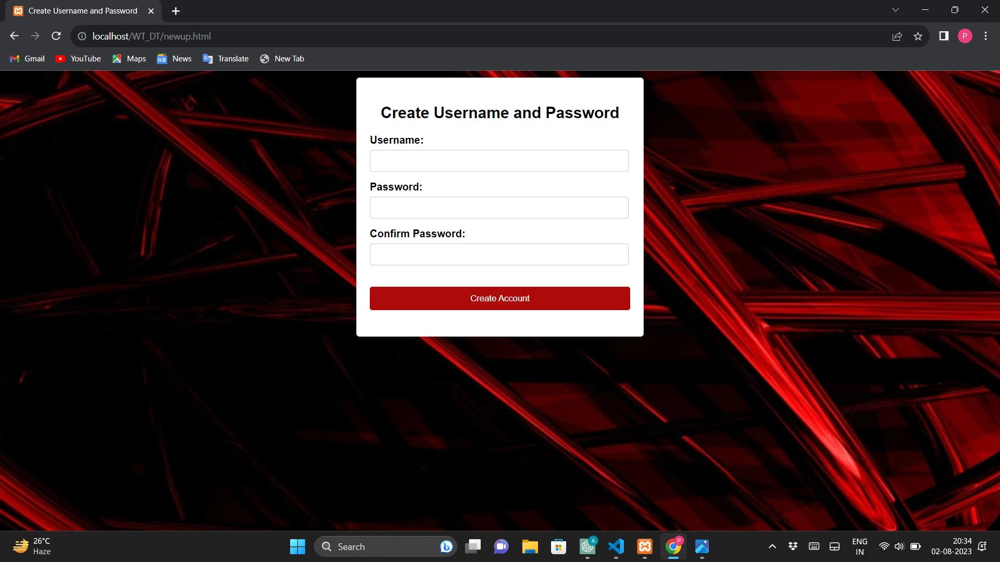 Create Username and Password
localhost/WT_DT/newup.html
P
Gmail
YouTube
Maps
News
Translate
New Tab
Create Username and Password
Username:
Password:
Confirm Password:
Create Account
26°C
Haze
Search
A
P
ENG
IN
20:34
02-08-2023